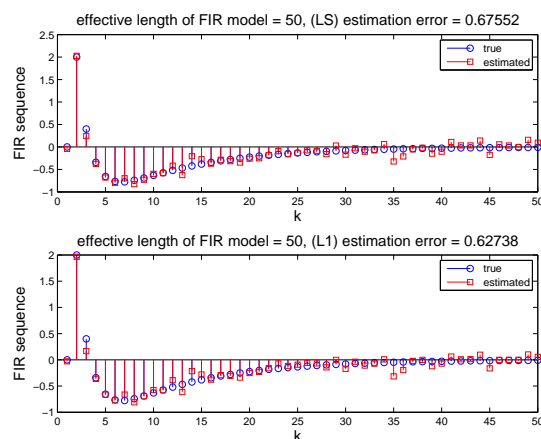 effective length of FIR model = 50, (LS) estimation error = 0.67552
2.5
2
1.5
1
0.5
0
−0.5
−1
FIR sequence
true
estimated
0 5 10 15 20 25 30 35 40 45 50
k
effective length of FIR model = 50, (L1) estimation error = 0.62738
2
1.5
1
0.5
0
−0.5
−1
FIR sequence
true
estimated
0 5 10 15 20 25 30 35 40 45 50
k